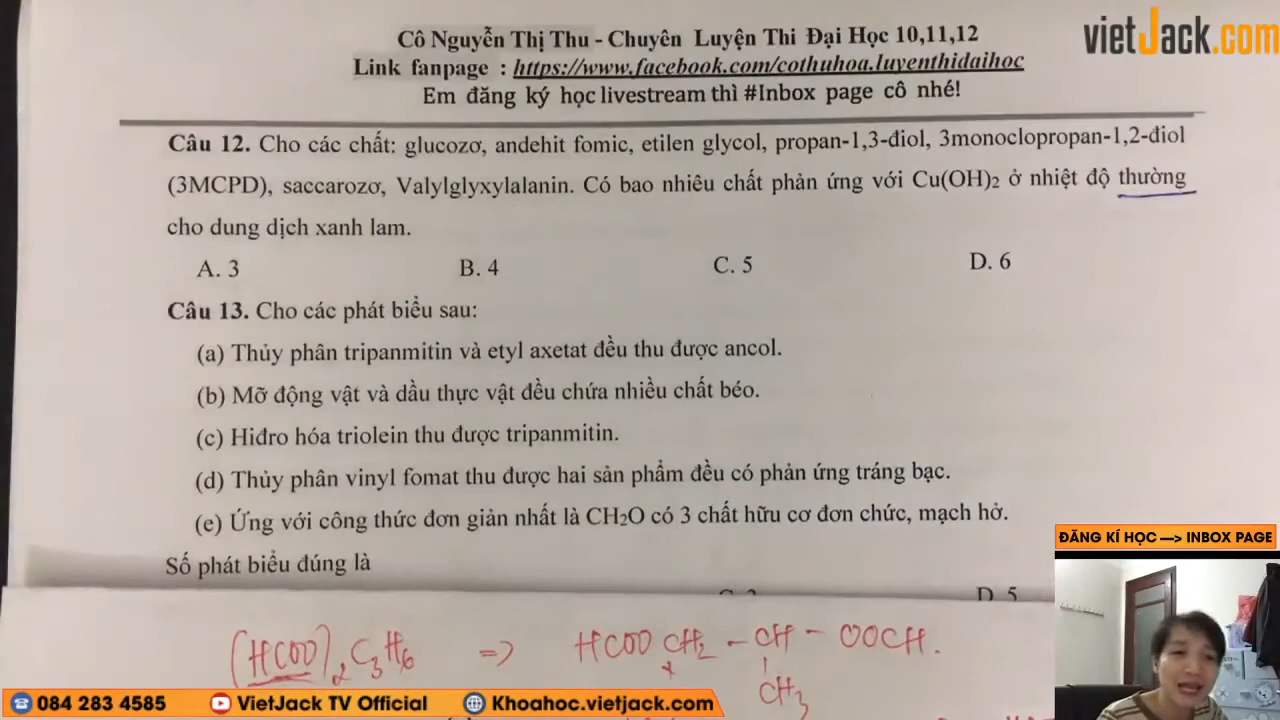 Cô Nguyễn Thị Thu - Chuyên Luyện Thi Đại Học 10,11,12
vietJack.com
Link fanpage : https://www.facebook.com/cothuhoa.luyenthidaihoc
Em đăng ký học livestream thì #Inbox page cô nhé!
Câu 12. Cho các chất: glucozơ, andehit fomic, etilen glycol, propan-1,3-điol, 3monoclopropan-1,2-điol
(3MCPD), saccarozơ, Valylglyxylalanin. Có bao nhiêu chất phản ứng với Cu(OH)2 ở nhiệt độ thường
cho dung dịch xanh lam.
A. 3 B. 4 C. 5 D. 6
Câu 13. Cho các phát biểu sau:
(a) Thủy phân tripanmitin và etyl axetat đều thu được ancol.
(b) Mỡ động vật và dầu thực vật đều chứa nhiều chất béo.
(c) Hiđro hóa triolein thu được tripanmitin.
(d) Thủy phân vinyl fomat thu được hai sản phẩm đều có phản ứng tráng bạc.
(e) Ứng với công thức đơn giản nhất là CH2O có 3 chất hữu cơ đơn chức, mạch hở.
Số phát biểu đúng là
D. 5
(HCOO)2C3H6 => HCOOCH2 - CH - OOCH.
CH3
ĐĂNG KÍ HỌC —> INBOX PAGE
084 283 4585 VietJack TV Official Khoahoc.vietjack.com